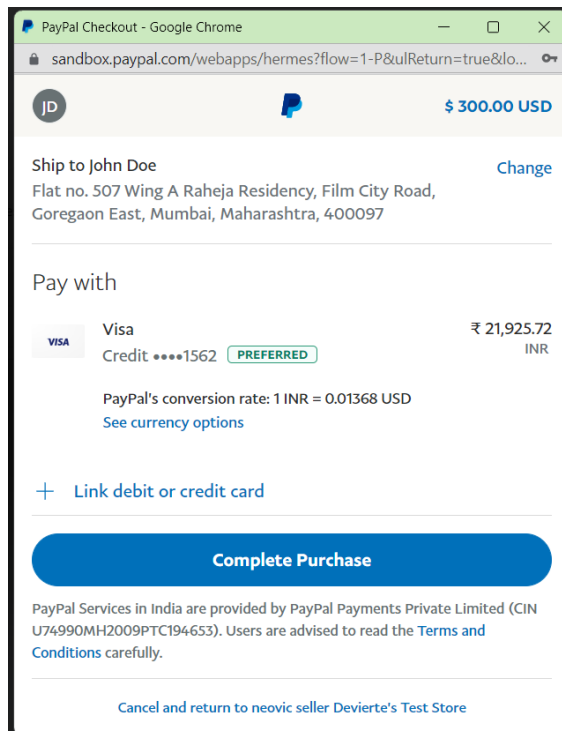 PayPal Checkout - Google Chrome
sandbox.paypal.com/webapps/hermes?flow=1-P&ulReturn=true&lo...
JD
$ 300.00 USD
Ship to John Doe
Change
Flat no. 507 Wing A Raheja Residency, Film City Road,
Goregaon East, Mumbai, Maharashtra, 400097
Pay with
VISA
Visa
₹ 21,925.72
Credit ••••1562 PREFERRED
INR
PayPal's conversion rate: 1 INR = 0.01368 USD
See currency options
+ Link debit or credit card
Complete Purchase
PayPal Services in India are provided by PayPal Payments Private Limited (CIN
U74990MH2009PTC194653). Users are advised to read the Terms and
Conditions carefully.
Cancel and return to neovic seller Devierte's Test Store